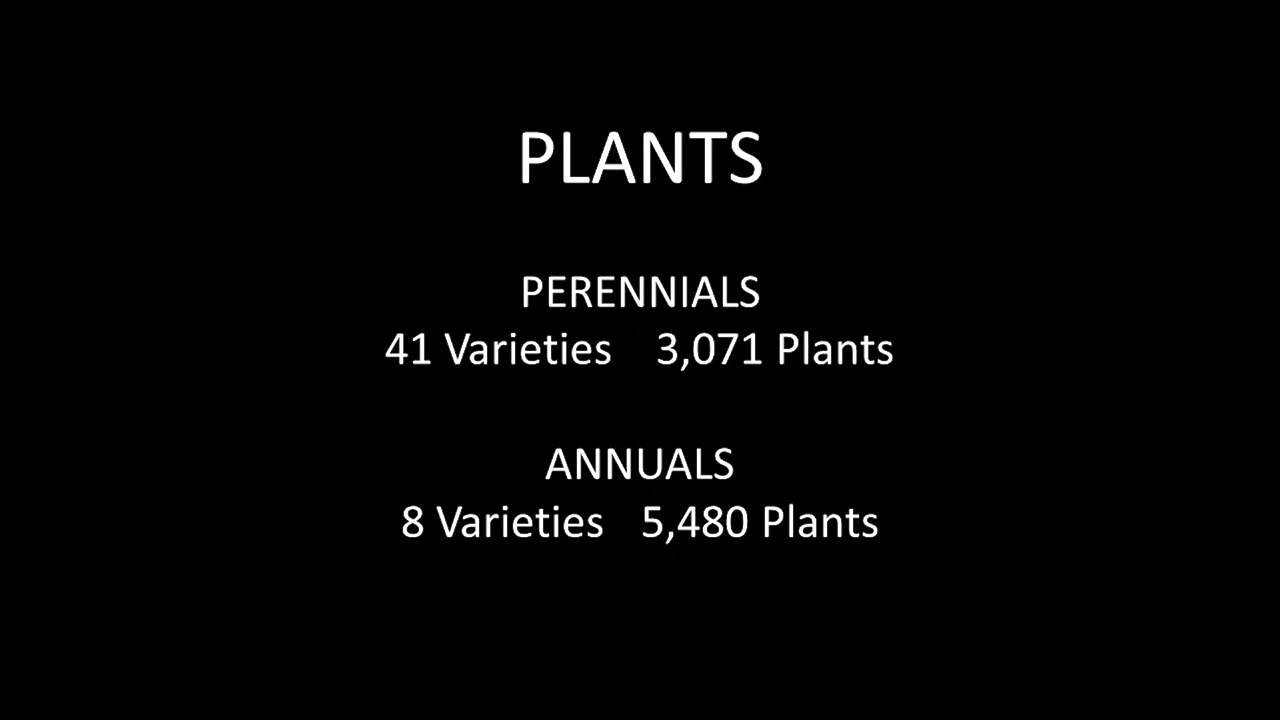 PLANTS
PERENNIALS
41 Varieties    3,071 Plants
ANNUALS
8 Varieties   5,480 Plants